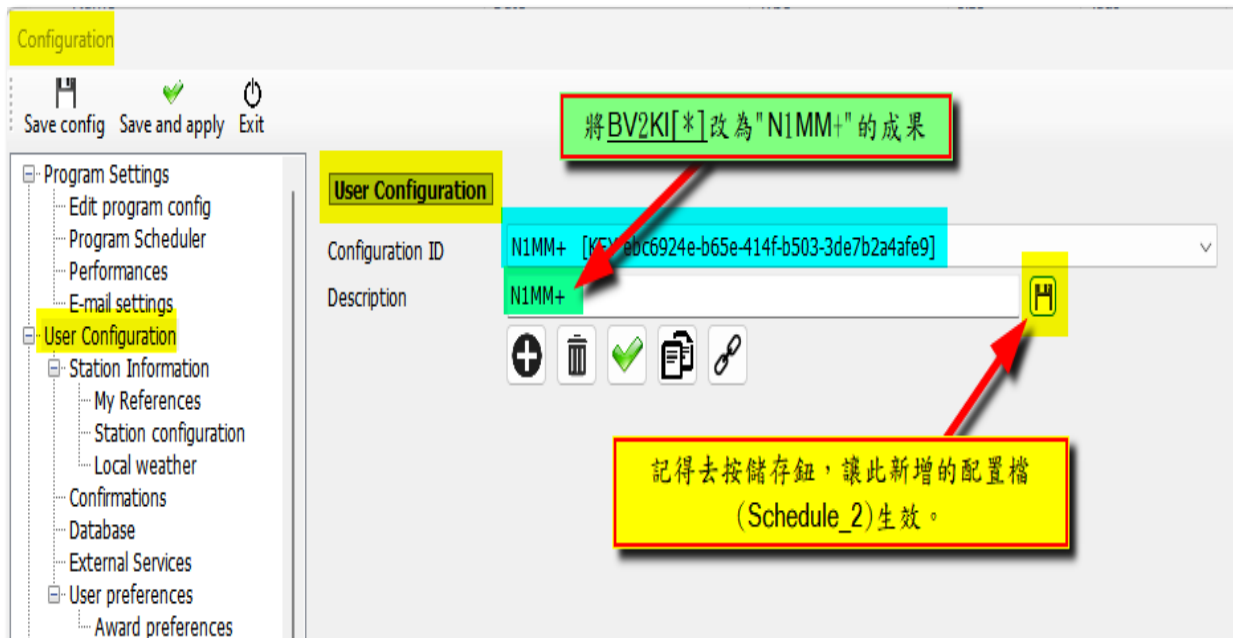 Configuration
Save config Save and apply Exit
將BV2KI[*]改為"N1MM+"的成果
Program Settings
Edit program config
Program Scheduler
Performances
E-mail settings
User Configuration
Station Information
My References
Station configuration
Local weather
Confirmations
Database
External Services
User preferences
Award preferences
User Configuration
Configuration ID
N1MM+ [KEY ebc6924e-b65e-414f-b503-3de7b2a4afe9]
Description
N1MM+
記得去按儲存鈕,讓此新增的配置檔
(Schedule_2)生效。